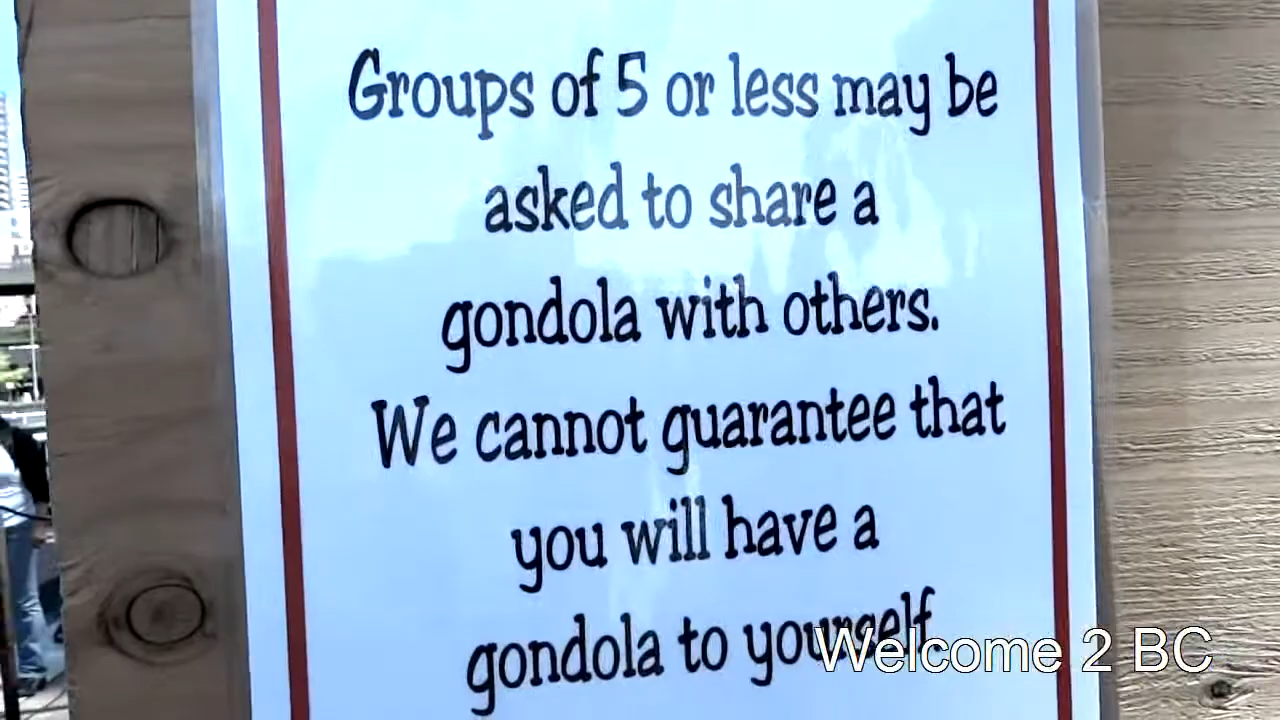 Groups of 5 or less may be
asked to share a
gondola with others.
We cannot guarantee that
you will have a
gondola to yourself.
Welcome 2 BC